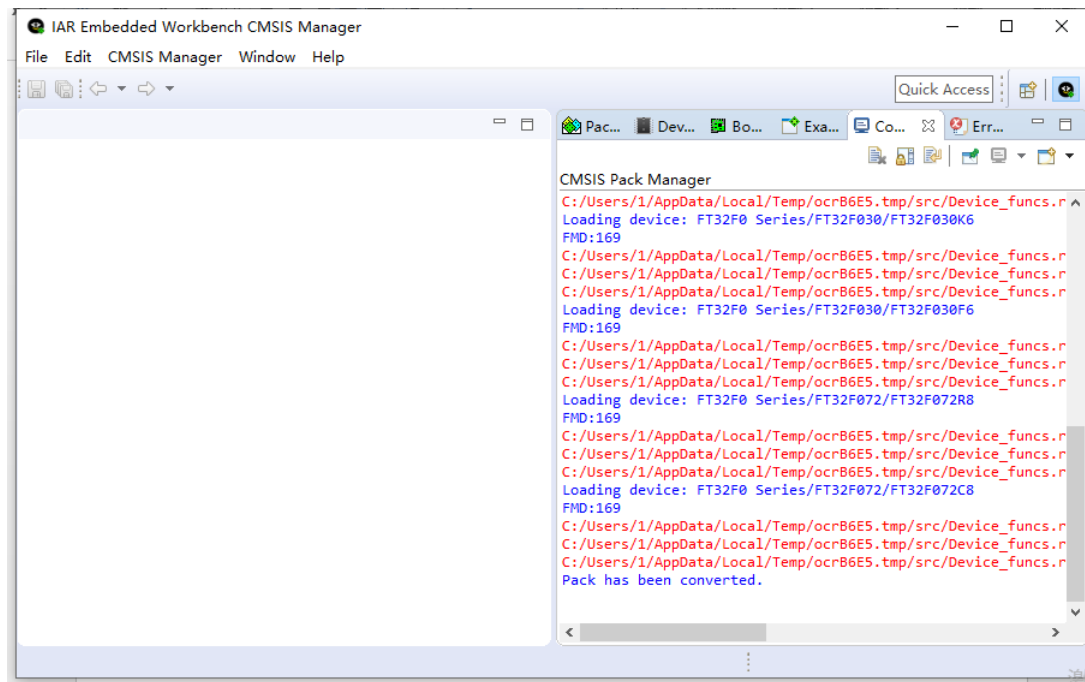 IAR Embedded Workbench CMSIS Manager
File Edit CMSIS Manager Window Help
Quick Access
Pac... Dev... Bo... Exa... Co... Err...
CMSIS Pack Manager
C:/Users/1/AppData/Local/Temp/ocrB6E5.tmp/src/Device_funcs.r
Loading device: FT32F0 Series/FT32F030/FT32F030K6
FMD:169
C:/Users/1/AppData/Local/Temp/ocrB6E5.tmp/src/Device_funcs.r
C:/Users/1/AppData/Local/Temp/ocrB6E5.tmp/src/Device_funcs.r
C:/Users/1/AppData/Local/Temp/ocrB6E5.tmp/src/Device_funcs.r
Loading device: FT32F0 Series/FT32F030/FT32F030F6
FMD:169
C:/Users/1/AppData/Local/Temp/ocrB6E5.tmp/src/Device_funcs.r
C:/Users/1/AppData/Local/Temp/ocrB6E5.tmp/src/Device_funcs.r
C:/Users/1/AppData/Local/Temp/ocrB6E5.tmp/src/Device_funcs.r
Loading device: FT32F0 Series/FT32F072/FT32F072R8
FMD:169
C:/Users/1/AppData/Local/Temp/ocrB6E5.tmp/src/Device_funcs.r
C:/Users/1/AppData/Local/Temp/ocrB6E5.tmp/src/Device_funcs.r
C:/Users/1/AppData/Local/Temp/ocrB6E5.tmp/src/Device_funcs.r
Loading device: FT32F0 Series/FT32F072/FT32F072C8
FMD:169
C:/Users/1/AppData/Local/Temp/ocrB6E5.tmp/src/Device_funcs.r
C:/Users/1/AppData/Local/Temp/ocrB6E5.tmp/src/Device_funcs.r
C:/Users/1/AppData/Local/Temp/ocrB6E5.tmp/src/Device_funcs.r
Pack has been converted.